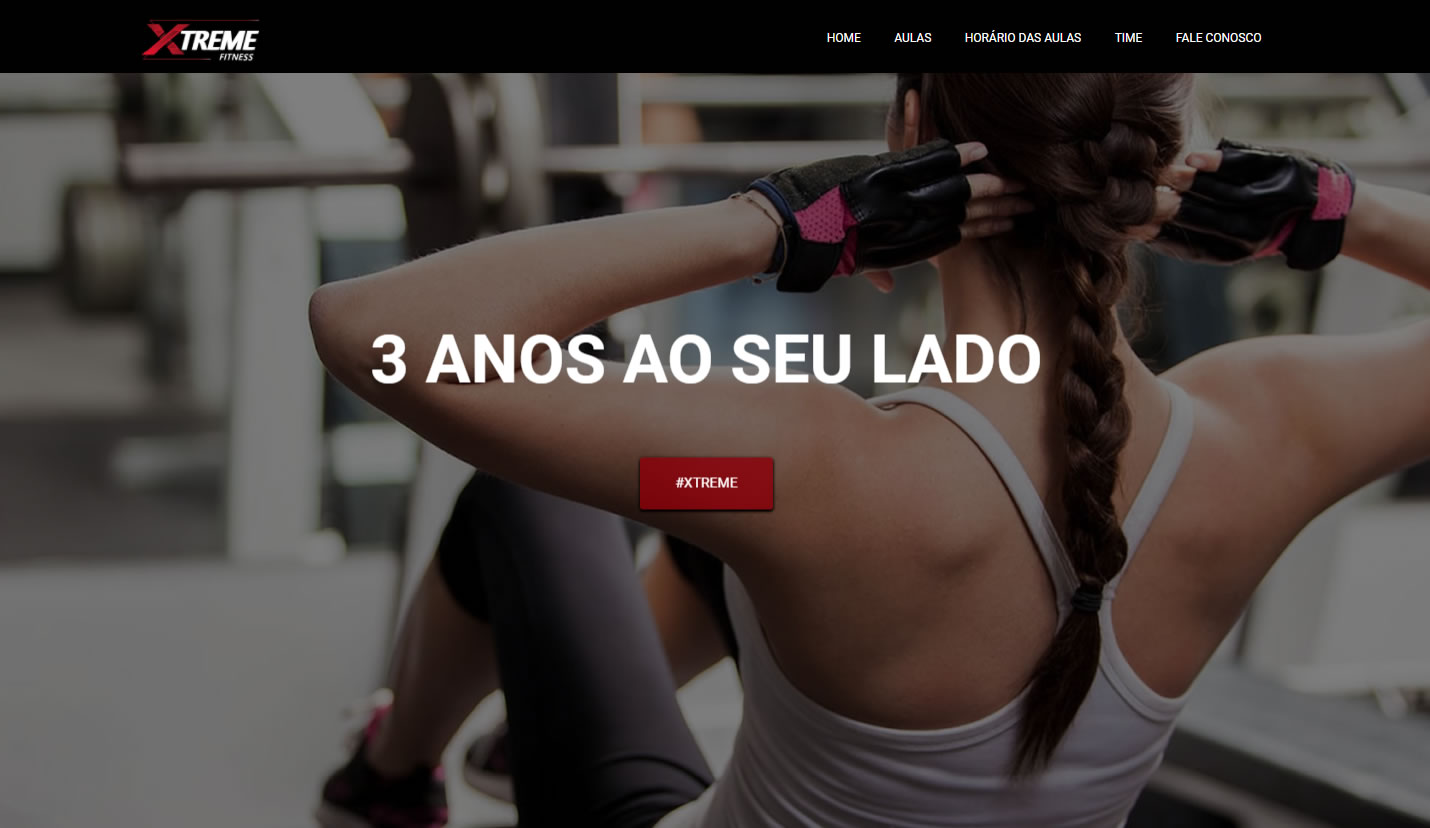 XTREME
FITNESS
HOME AULAS HORÁRIO DAS AULAS TIME FALE CONOSCO
3 ANOS AO SEU LADO
#XTREME